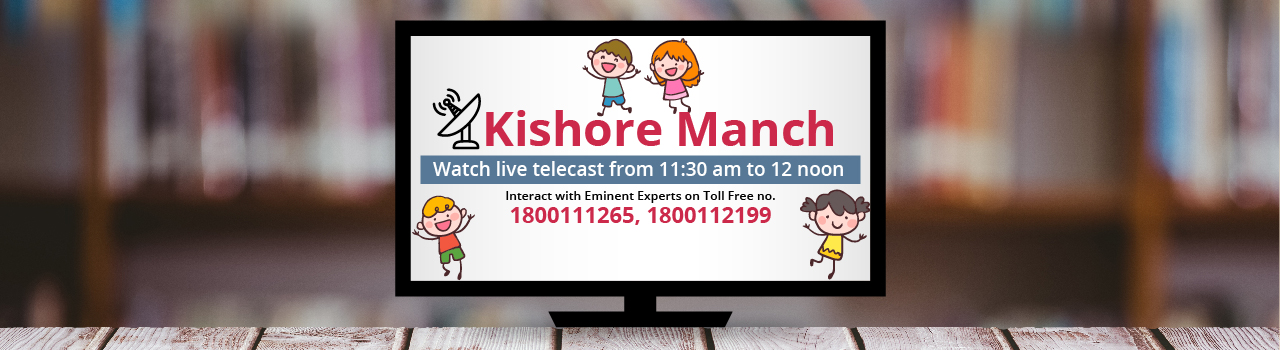 Kishore Manch
Watch live telecast from 11:30 am to 12 noon
Interact with Eminent Experts on Toll Free no.
1800111265, 1800112199